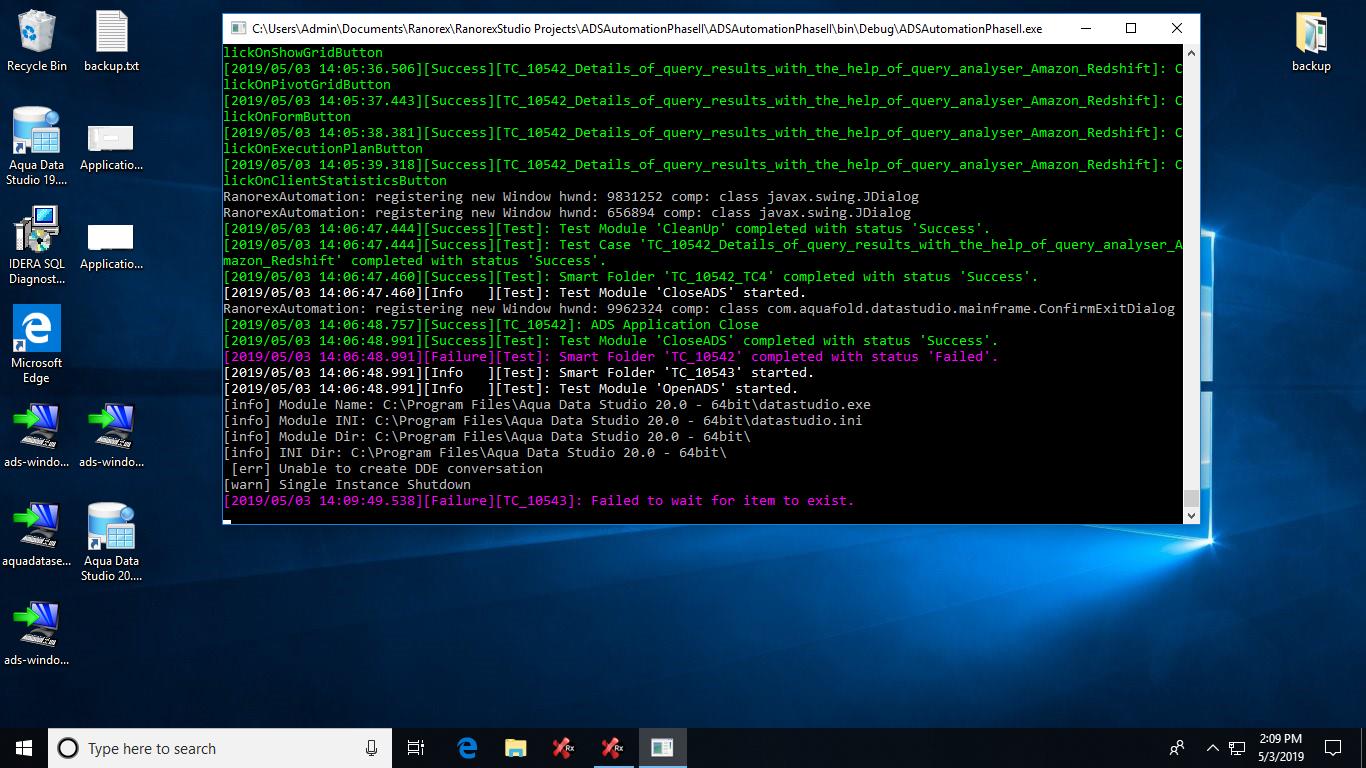 Recycle Bin
backup.txt
Aqua Data
Studio 19....
Applicatio...
IDERA SQL
Diagnost...
Applicatio...
Microsoft
Edge
ads-windo...
ads-windo...
aquadatase...
Aqua Data
Studio 20....
ads-windo...
backup
C:\Users\Admin\Documents\Ranorex\RanorexStudio Projects\ADSAutomationPhaseII\ADSAutomationPhaseII\bin\Debug\ADSAutomationPhaseII.exe
lickOnShowGridButton
[2019/05/03 14:05:36.506][Success][TC_10542_Details_of_query_results_with_the_help_of_query_analyser_Amazon_Redshift]: C
lickOnPivotGridButton
[2019/05/03 14:05:37.443][Success][TC_10542_Details_of_query_results_with_the_help_of_query_analyser_Amazon_Redshift]: C
lickOnFormButton
[2019/05/03 14:05:38.381][Success][TC_10542_Details_of_query_results_with_the_help_of_query_analyser_Amazon_Redshift]: C
lickOnExecutionPlanButton
[2019/05/03 14:05:39.318][Success][TC_10542_Details_of_query_results_with_the_help_of_query_analyser_Amazon_Redshift]: C
lickOnClientStatisticsButton
RanorexAutomation: registering new Window hwnd: 9831252 comp: class javax.swing.JDialog
RanorexAutomation: registering new Window hwnd: 656894 comp: class javax.swing.JDialog
[2019/05/03 14:06:47.444][Success][Test]: Test Module 'CleanUp' completed with status 'Success'.
[2019/05/03 14:06:47.444][Success][Test]: Test Case 'TC_10542_Details_of_query_results_with_the_help_of_query_analyser_A
mazon_Redshift' completed with status 'Success'.
[2019/05/03 14:06:47.460][Success][Test]: Smart Folder 'TC_10542_TC4' completed with status 'Success'.
[2019/05/03 14:06:47.460][Info   ][Test]: Test Module 'CloseADS' started.
RanorexAutomation: registering new Window hwnd: 9962324 comp: class com.aquafold.datastudio.mainframe.ConfirmExitDialog
[2019/05/03 14:06:48.757][Success][TC_10542]: ADS Application Close
[2019/05/03 14:06:48.991][Success][Test]: Test Module 'CloseADS' completed with status 'Success'.
[2019/05/03 14:06:48.991][Failure][Test]: Smart Folder 'TC_10542' completed with status 'Failed'.
[2019/05/03 14:06:48.991][Info   ][Test]: Smart Folder 'TC_10543' started.
[2019/05/03 14:06:48.991][Info   ][Test]: Test Module 'OpenADS' started.
[info] Module Name: C:\Program Files\Aqua Data Studio 20.0 - 64bit\datastudio.exe
[info] Module INI: C:\Program Files\Aqua Data Studio 20.0 - 64bit\datastudio.ini
[info] Module Dir: C:\Program Files\Aqua Data Studio 20.0 - 64bit\
[info] INI Dir: C:\Program Files\Aqua Data Studio 20.0 - 64bit\
[err] Unable to create DDE conversation
[warn] Single Instance Shutdown
[2019/05/03 14:09:49.538][Failure][TC_10543]: Failed to wait for item to exist.
Type here to search
Rx
Rx
2:09 PM
5/3/2019